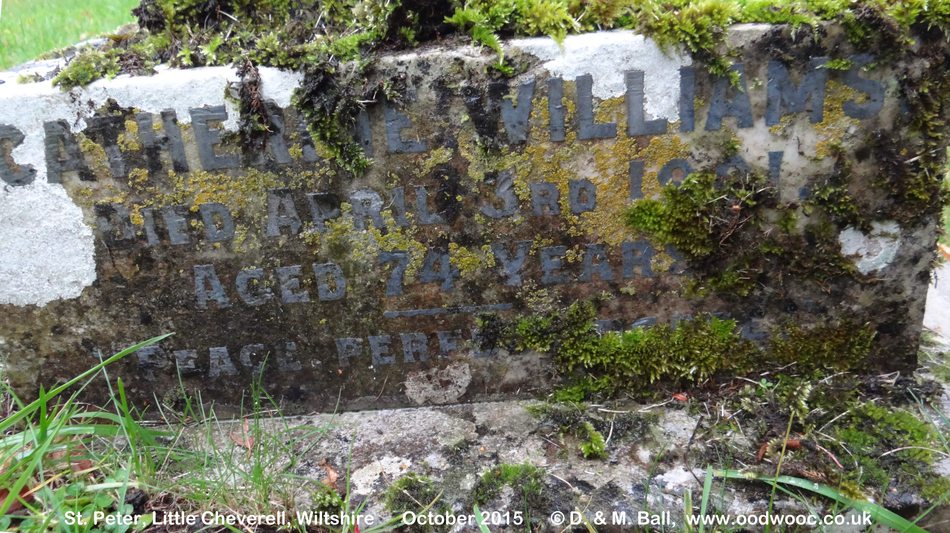 CATHERINE WILLIAMS
DIED APRIL 3RD
AGED 74 YEARS
PEACE. PERFECT
St. Peter, Little Cheverell, Wiltshire October 2015 © D. & M. Ball, www.oodwooc.co.uk